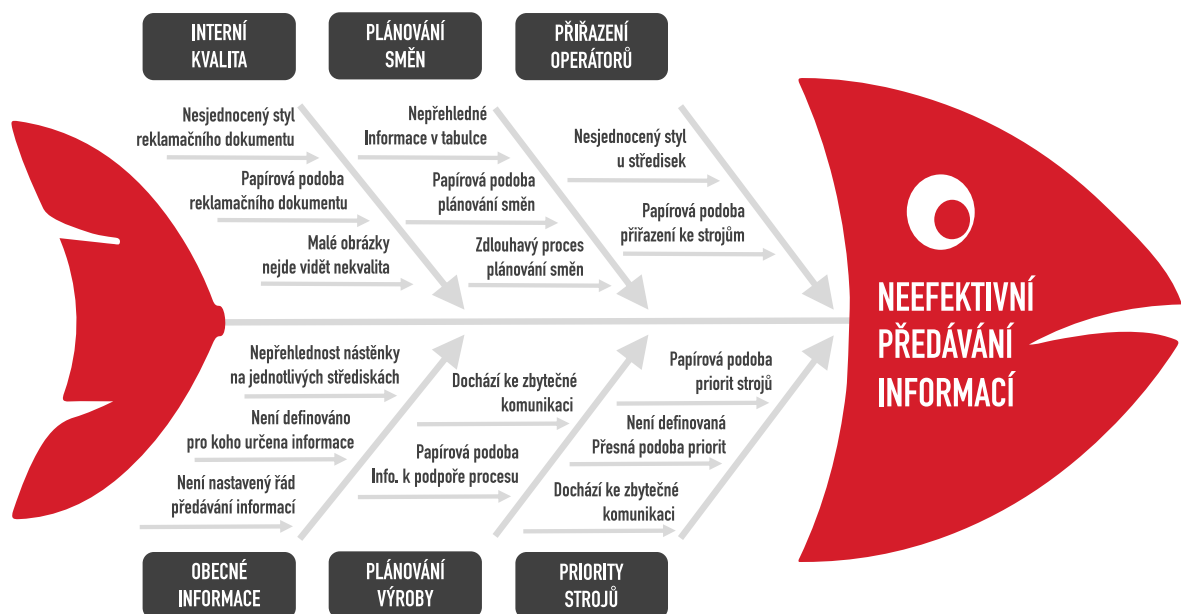 INTERNÍ
KVALITA
PLÁNOVÁNÍ
SMĚN
PŘIŘAZENÍ
OPERÁTORŮ
Nesjednocený styl
reklamačního dokumentu
Papírová podoba
reklamačního dokumentu
Malé obrázky
nejde vidět nekvalita
Nepřehledné
Informace v tabulce
Papírová podoba
plánování směn
Zdlouhavý proces
plánování směn
Nesjednocený styl
u středisek
Papírová podoba
přiřazení ke strojům
NEEFEKTIVNÍ
PŘEDÁVÁNÍ
INFORMACÍ
Nepřehlednost nástěnky
na jednotlivých střediskách
Není definováno
pro koho určena informace
Není nastavený řád
předávání informací
Dochází ke zbytečné
komunikaci
Papírová podoba
Info. k podpoře procesu
Papírová podoba
priorit strojů
Není definovaná
Přesná podoba priorit
Dochází ke zbytečné
komunikaci
OBECNÉ
INFORMACE
PLÁNOVÁNÍ
VÝROBY
PRIORITY
STROJŮ